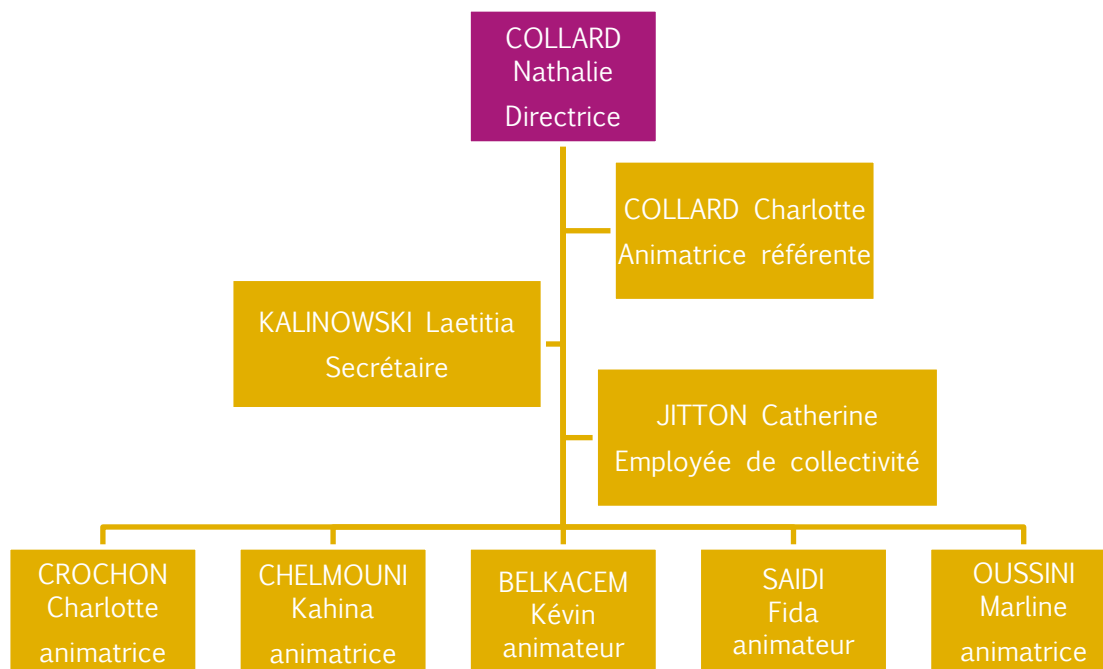 COLLARD
Nathalie
Directrice
COLLARD Charlotte
Animatrice référente
KALINOWSKI Laetitia
Secrétaire
JITTON Catherine
Employée de collectivité
CROCHON
Charlotte
animatrice
CHELMOUNI
Kahina
animatrice
BELKACEM
Kévin
animateur
SAIDI
Fida
animateur
OUSSINI
Marline
animatrice